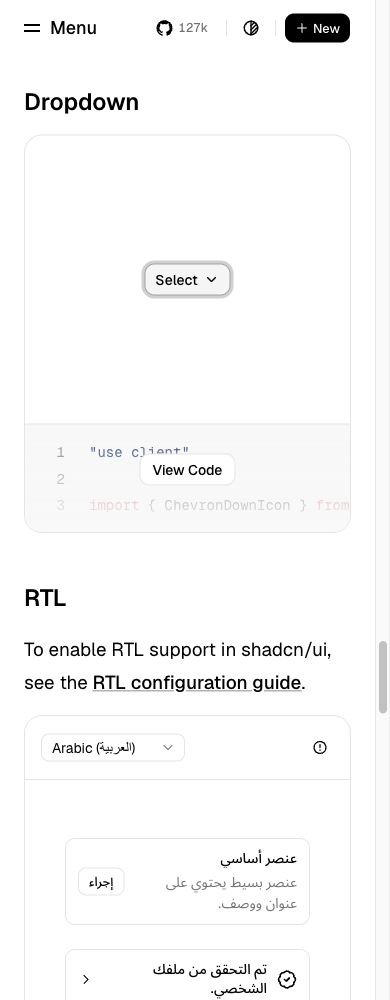 Menu
127k
New
Dropdown
Select
1 "use client"
2
View Code
3 import { ChevronDownIcon } from
RTL
To enable RTL support in shadcn/ui,
see the RTL configuration guide.
Arabic (العربية)
عنصر أساسي
عنصر بسيط يحتوي على
عنوان ووصف.
إجراء
تم التحقق من ملفك
الشخصي.